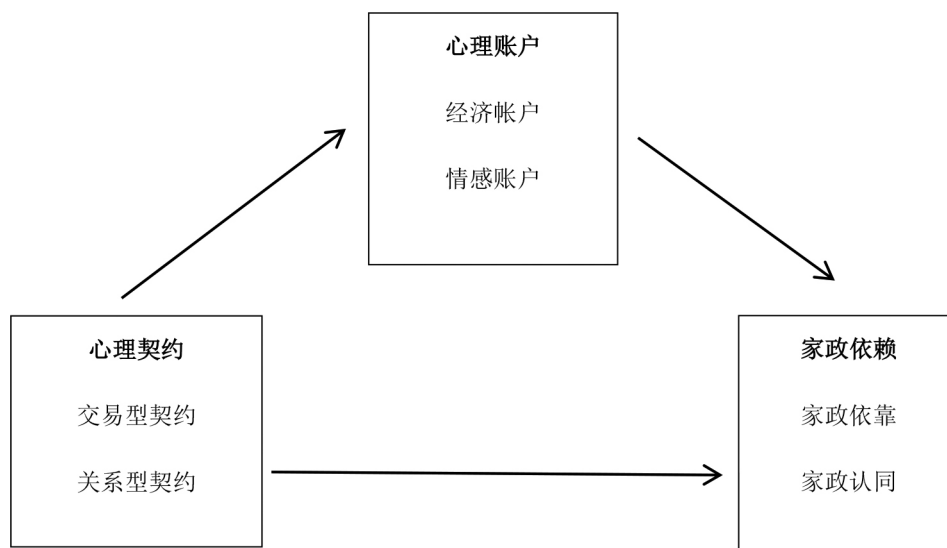 心理账户
经济帐户
情感账户
心理契约
交易型契约
关系型契约
家政依赖
家政依靠
家政认同